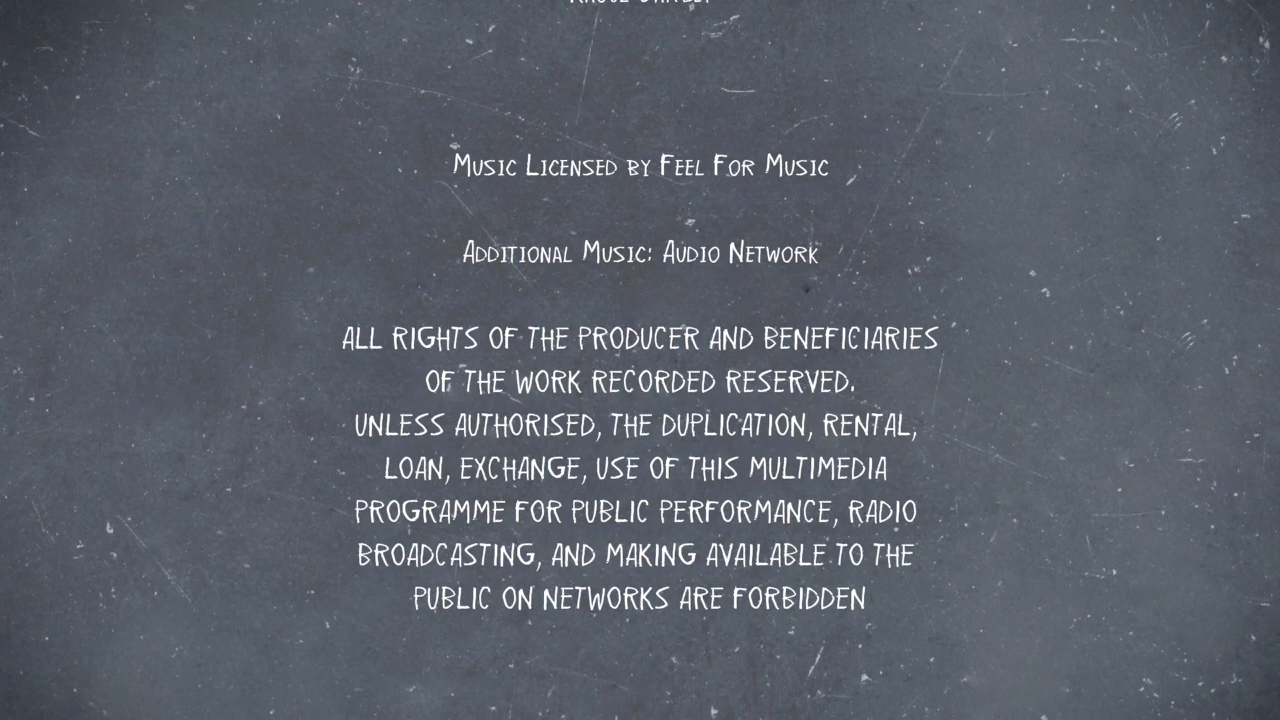 Music Licensed by Feel For Music
Additional Music: Audio Network
ALL RIGHTS OF THE PRODUCER AND BENEFICIARIES
OF THE WORK RECORDED RESERVED.
UNLESS AUTHORISED, THE DUPLICATION, RENTAL,
LOAN, EXCHANGE, USE OF THIS MULTIMEDIA
PROGRAMME FOR PUBLIC PERFORMANCE, RADIO
BROADCASTING, AND MAKING AVAILABLE TO THE
PUBLIC ON NETWORKS ARE FORBIDDEN